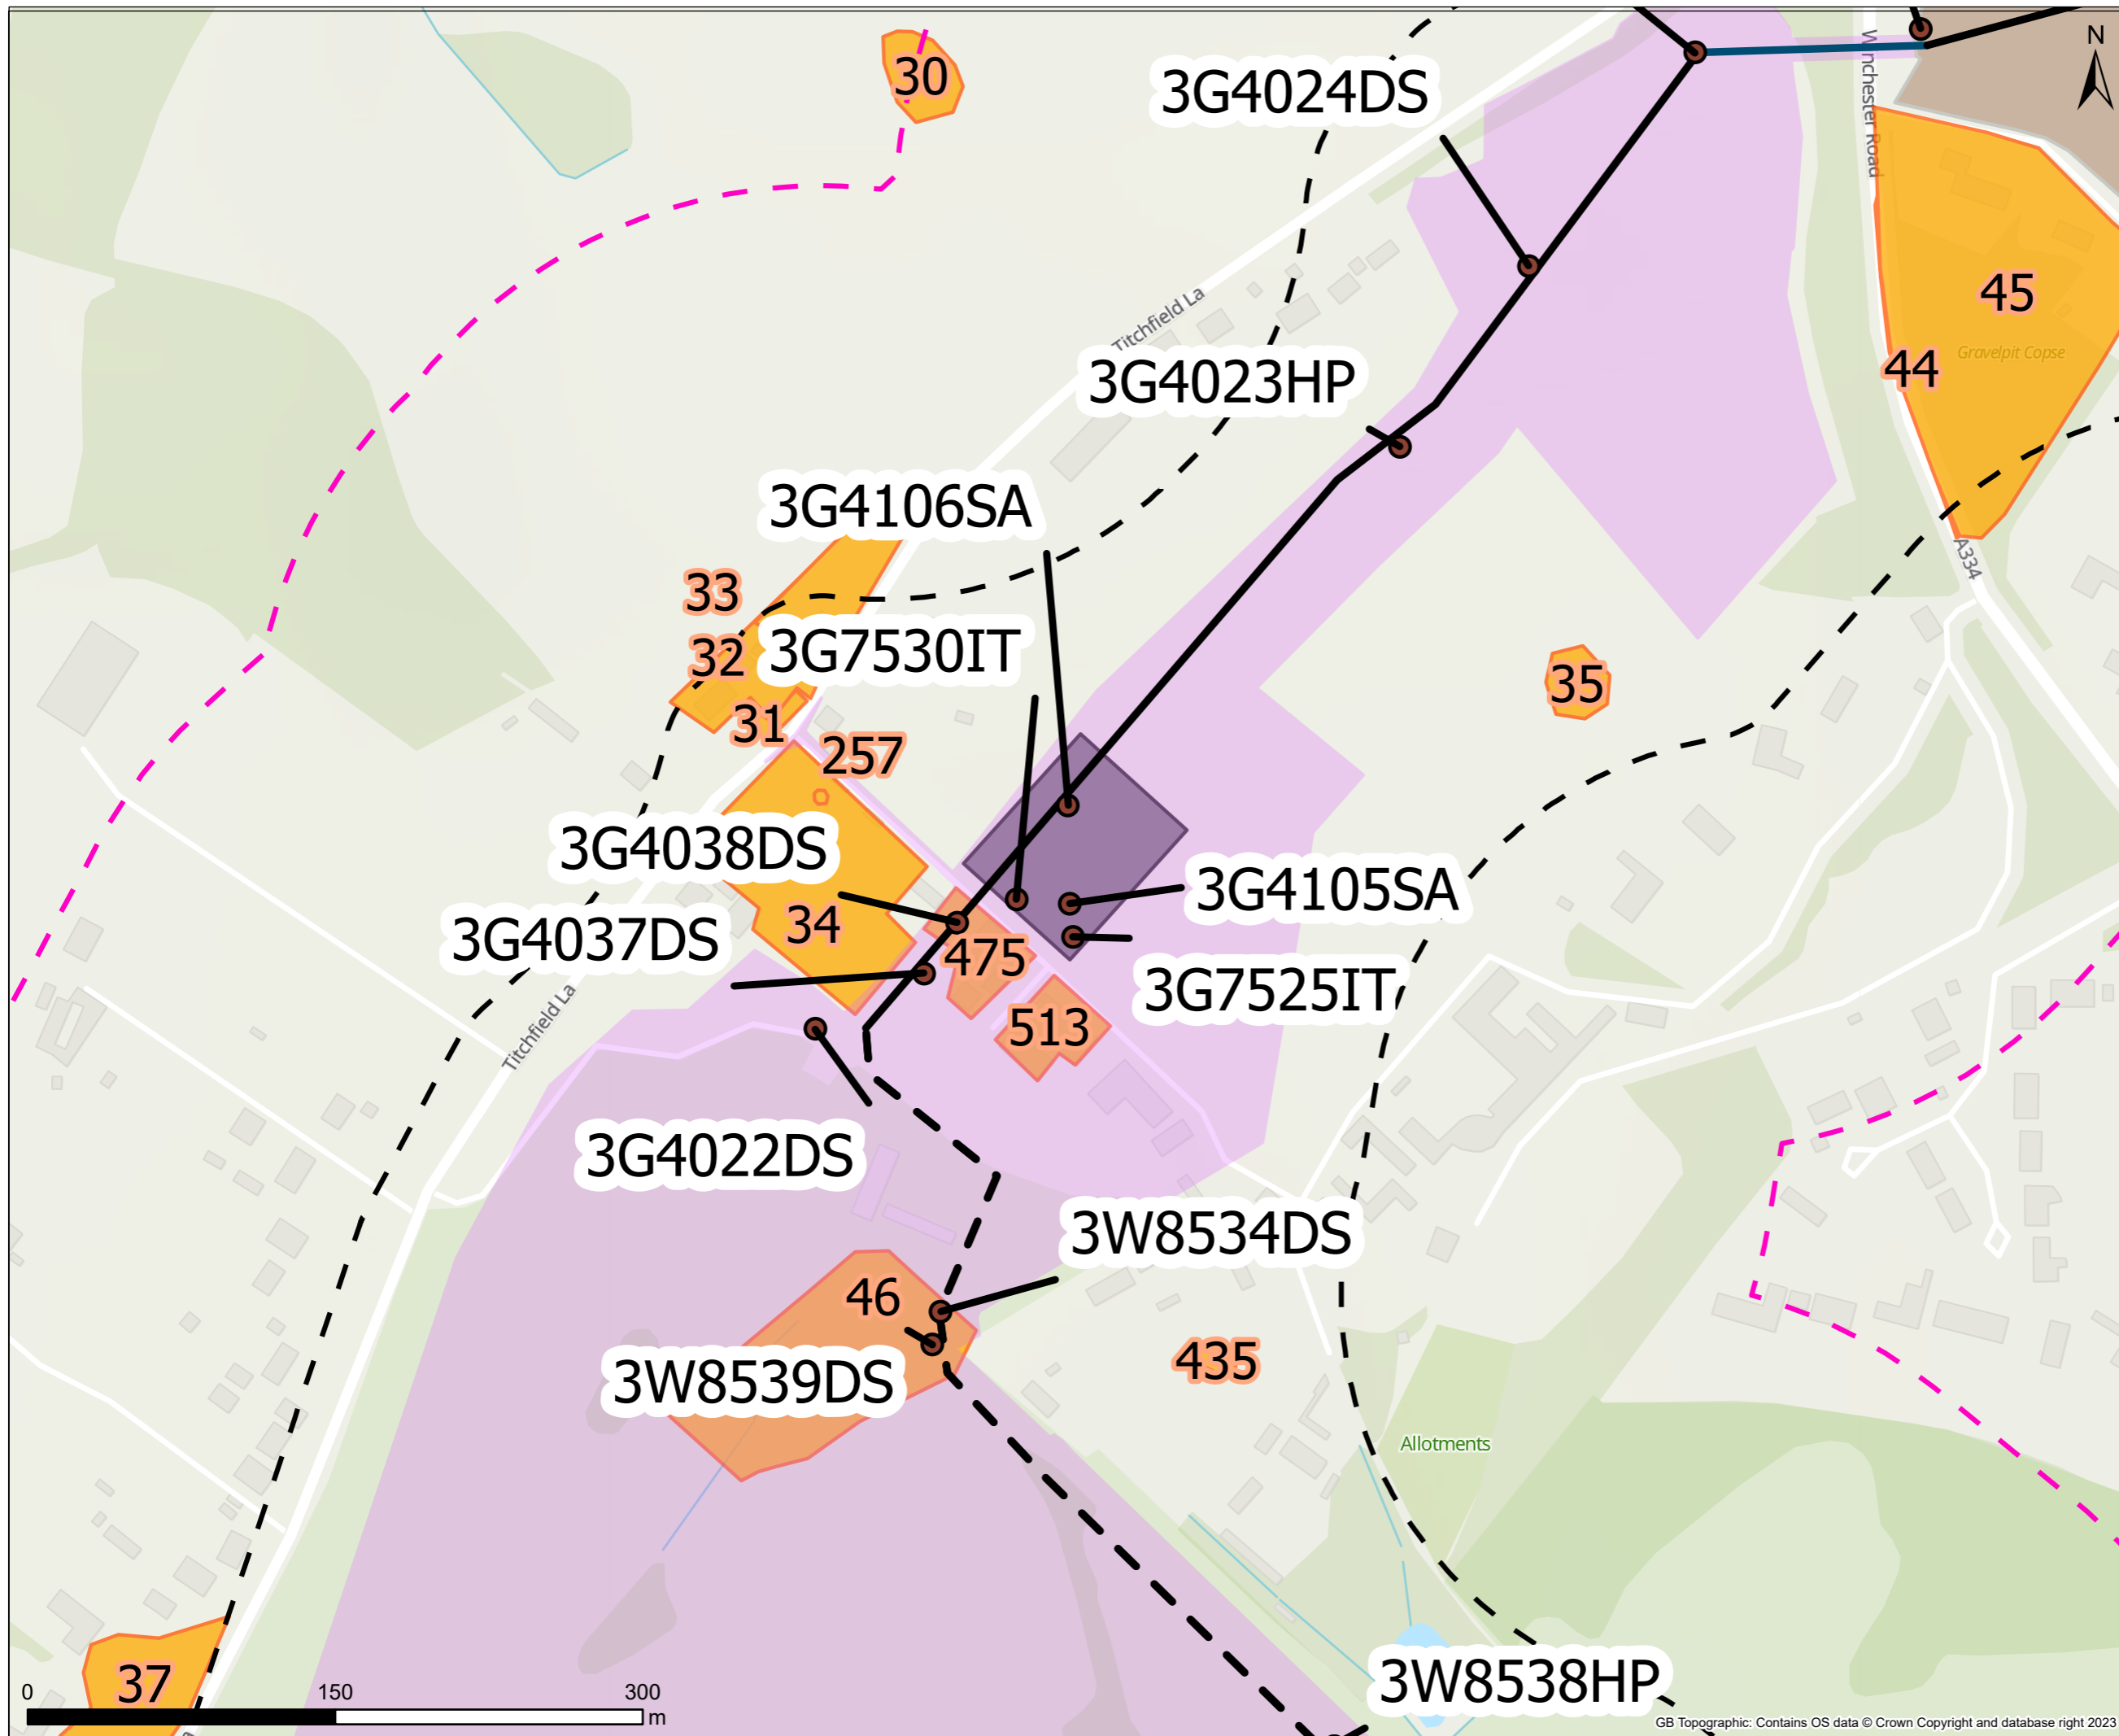 30
3G4024DS
Winchester Road
N
45
Gravelpit Copse
44
Titchfield La
3G4023HP
3G4106SA
A334
33
32
3G7530IT
31
257
35
3G4038DS
3G4105SA
34
3G4037DS
475
3G7525IT
513
Titchfield La
3G4022DS
3W8534DS
46
435
3W8539DS
Allotments
3W8538HP
37
0 150 300
m
GB Topographic: Contains OS data © Crown Copyright and database right 2023